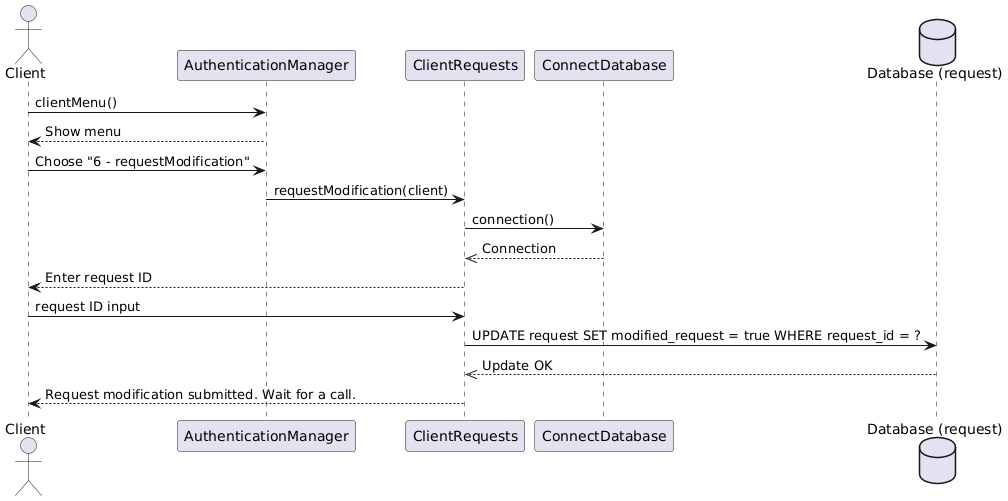 Client
AuthenticationManager
ClientRequests
ConnectDatabase
Database (request)
clientMenu()
Show menu
Choose "6 - requestModification"
requestModification(client)
connection()
Connection
Enter request ID
request ID input
UPDATE request SET modified_request = true WHERE request_id = ?
Update OK
Request modification submitted. Wait for a call.
Client
AuthenticationManager
ClientRequests
ConnectDatabase
Database (request)